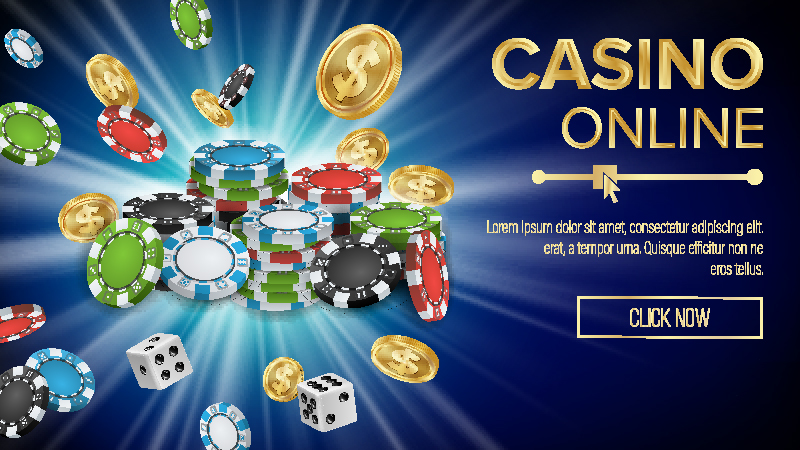 CASINO
ONLINE
Lorem ipsum dolor sit amet, consectetur adipiscing elit.
erat, a tempor urna. Quisque efficitur non ne
eros tellus.
CLICK NOW